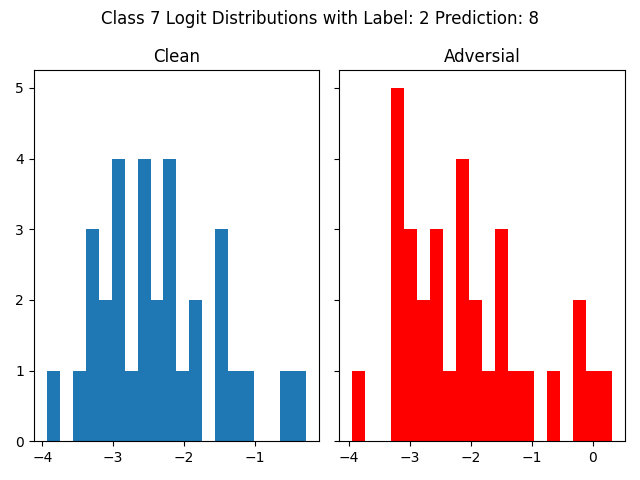 Class 7 Logit Distributions with Label: 2 Prediction: 8
Clean
Adversial
5
4
3
2
1
0
−4 −3 −2 −1
−4 −3 −2 −1 0